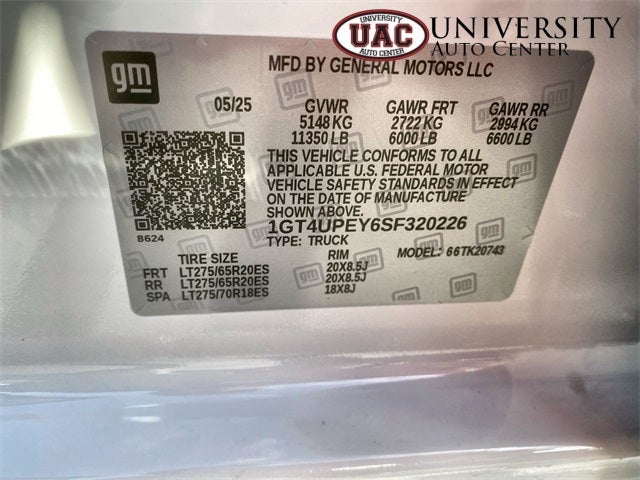 UNIVERSITY
UAC
AUTO CENTER
UNIVERSITY
AUTO CENTER
gm
MFD BY GENERAL MOTORS LLC
05/25 GVWR GAWR FRT GAWR RR
5148 KG 2722 KG 2994 KG
11350 LB 6000 LB 6600 LB
THIS VEHICLE CONFORMS TO ALL
APPLICABLE U.S. FEDERAL MOTOR
VEHICLE SAFETY STANDARDS IN EFFECT
ON THE DATE OF MANUFACTURE
SHOWN ABOVE.
8624
1GT4UPEY6SF320226
TYPE: TRUCK MODEL: 66TK20743
TIRE SIZE RIM
FRT LT275/65R20ES 20X8.5J
RR LT275/65R20ES 20X8.5J
SPA LT275/70R18ES 18X8J